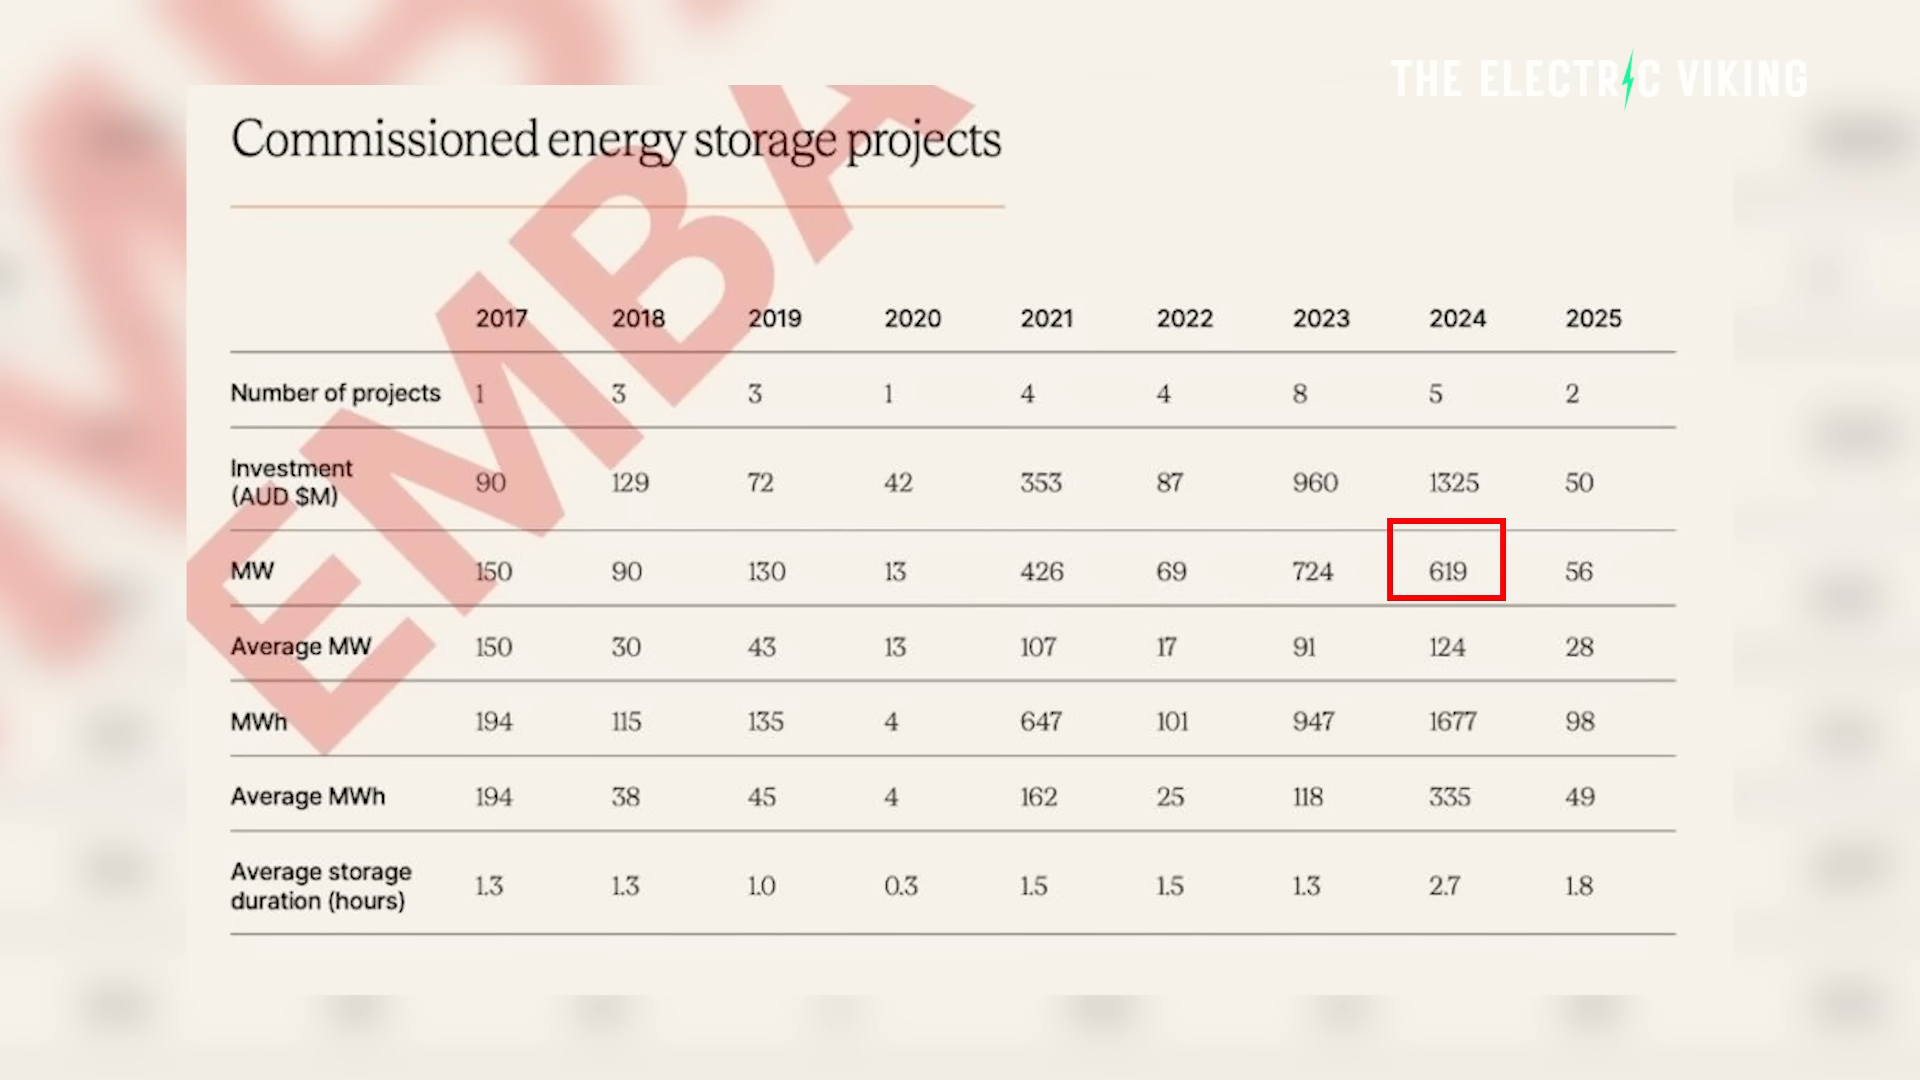 THE ELECTRIC VIKING
Commissioned energy storage projects
EMBA
2017 2018 2019 2020 2021 2022 2023 2024 2025
Number of projects 1 3 3 1 4 4 8 5 2
Investment
(AUD $M) 90 129 72 42 353 87 960 1325 50
MW 150 90 130 13 426 69 724 619 56
Average MW 150 30 43 13 107 17 91 124 28
MWh 194 115 135 4 647 101 947 1677 98
Average MWh 194 38 45 4 162 25 118 335 49
Average storage
duration (hours) 1.3 1.3 1.0 0.3 1.5 1.5 1.3 2.7 1.8